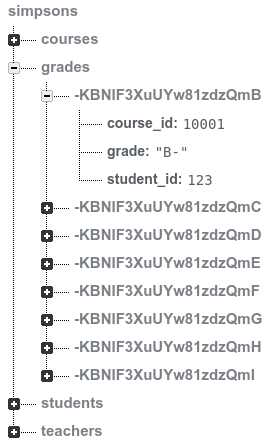 simpsons
courses
grades
-KBNIF3XuUYw81zdzQmB
course_id: 10001
grade: "B-"
student_id: 123
-KBNIF3XuUYw81zdzQmC
-KBNIF3XuUYw81zdzQmD
-KBNIF3XuUYw81zdzQmE
-KBNIF3XuUYw81zdzQmF
-KBNIF3XuUYw81zdzQmG
-KBNIF3XuUYw81zdzQmH
-KBNIF3XuUYw81zdzQmI
students
teachers